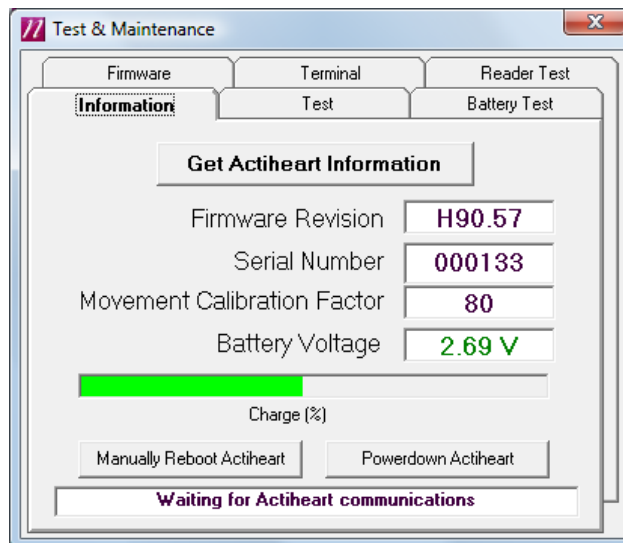 Test & Maintenance
Firmware Terminal Reader Test
Information Test Battery Test
Get Actiheart Information
Firmware Revision H90.57
Serial Number 000133
Movement Calibration Factor 80
Battery Voltage 2.69 V
Charge (%)
Manually Reboot Actiheart Powerdown Actiheart
Waiting for Actiheart communications